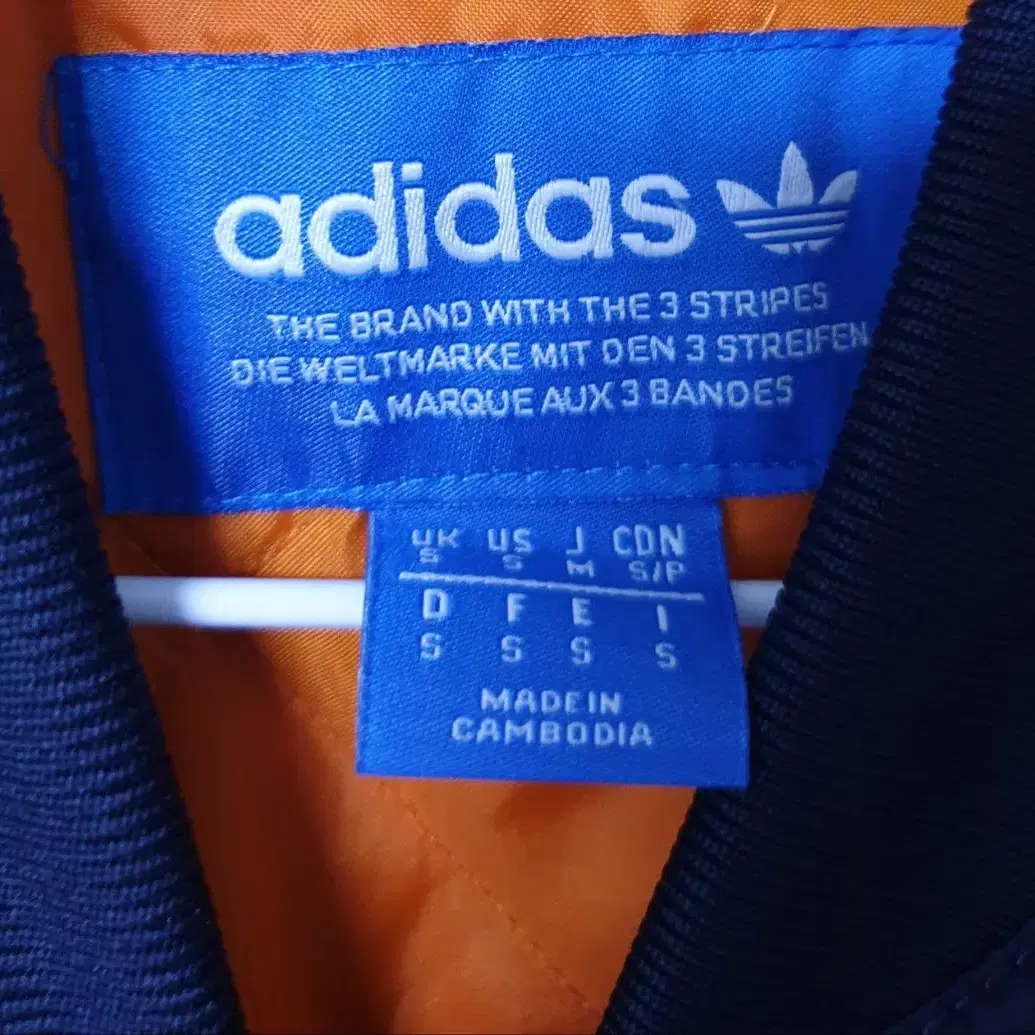 adidas
THE BRAND WITH THE 3 STRIPES
DIE WELTMARKE MIT DEN 3 STREIFEN
LA MARQUE AUX 3 BANDES
UK US J CDN
S S M S/P
D F E I
S S S S
MADE IN
CAMBODIA